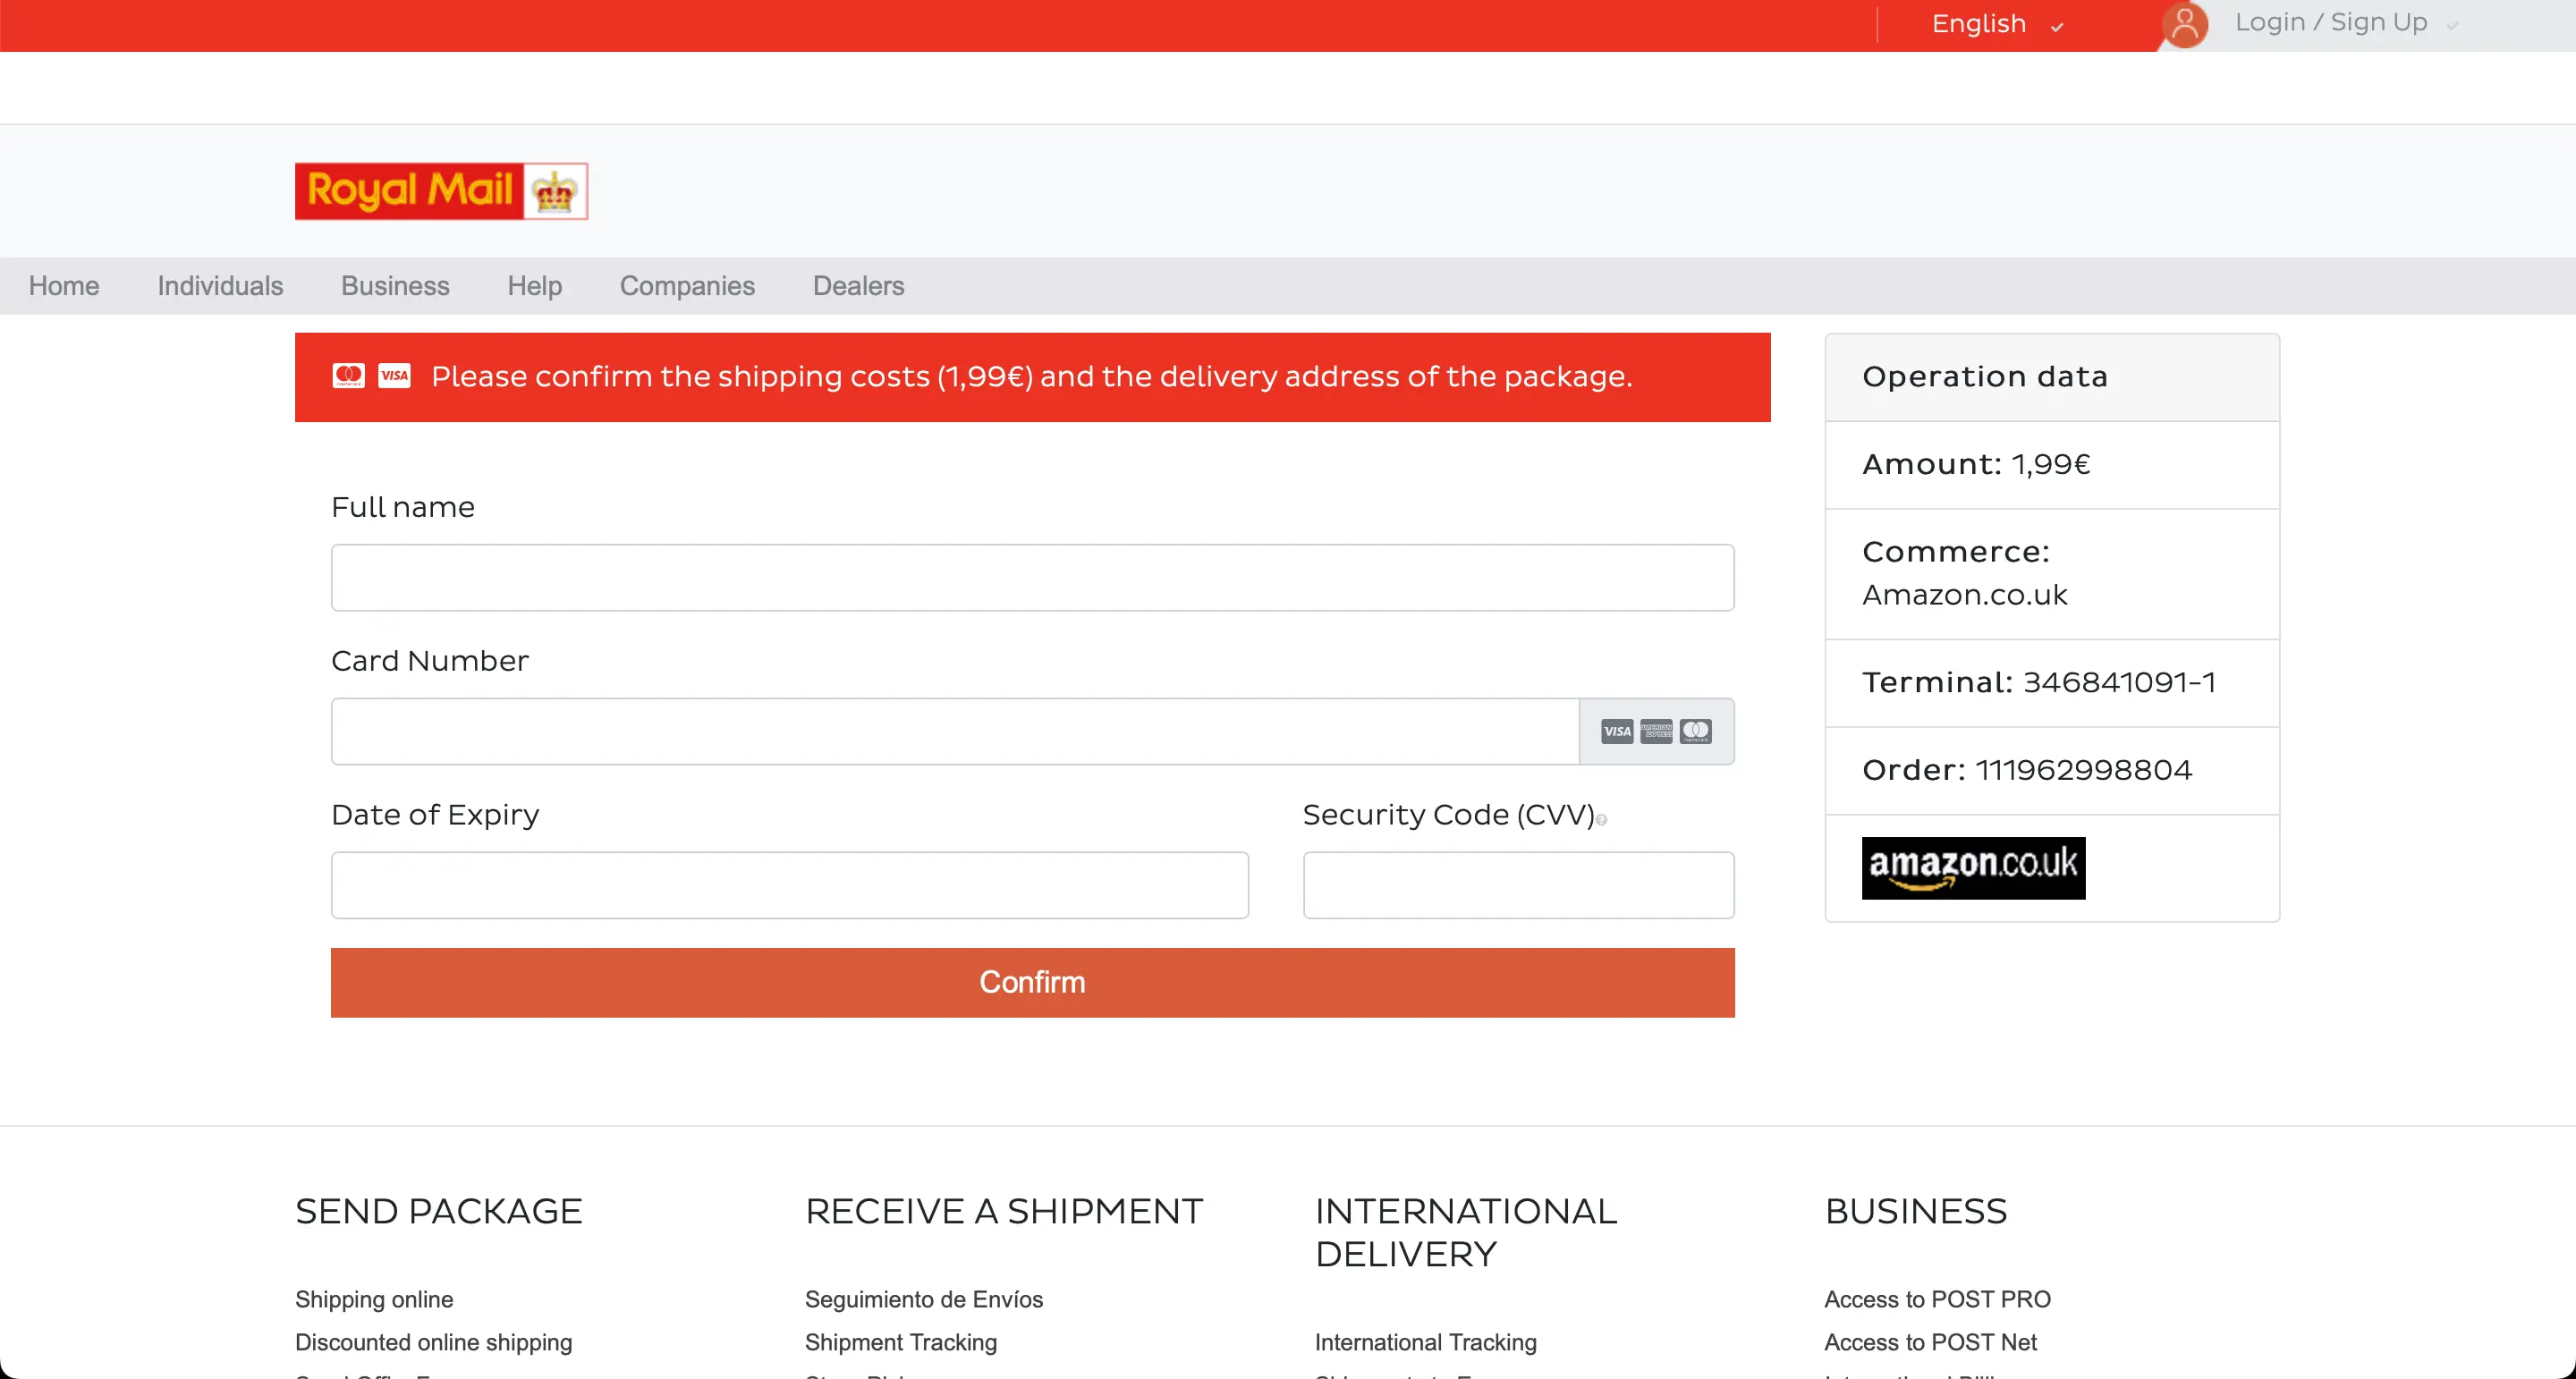 English
Login / Sign Up
Royal Mail
Home Individuals Business Help Companies Dealers
VISA Please confirm the shipping costs (1,99€) and the delivery address of the package.
Full name
Card Number
VISA AMERICAN EXPRESS
Date of Expiry
Security Code (CVV)
Confirm
Operation data
Amount: 1,99€
Commerce:
Amazon.co.uk
Terminal: 346841091-1
Order: 111962998804
amazon.co.uk
SEND PACKAGE
Shipping online
Discounted online shipping
RECEIVE A SHIPMENT
Seguimiento de Envíos
Shipment Tracking
INTERNATIONAL
DELIVERY
International Tracking
BUSINESS
Access to POST PRO
Access to POST Net